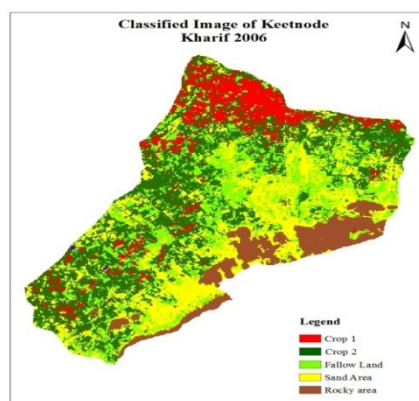 Classified Image of Keetnode
Kharif 2006
N
Legend
Crop 1
Crop 2
Fallow Land
Sand Area
Rocky area